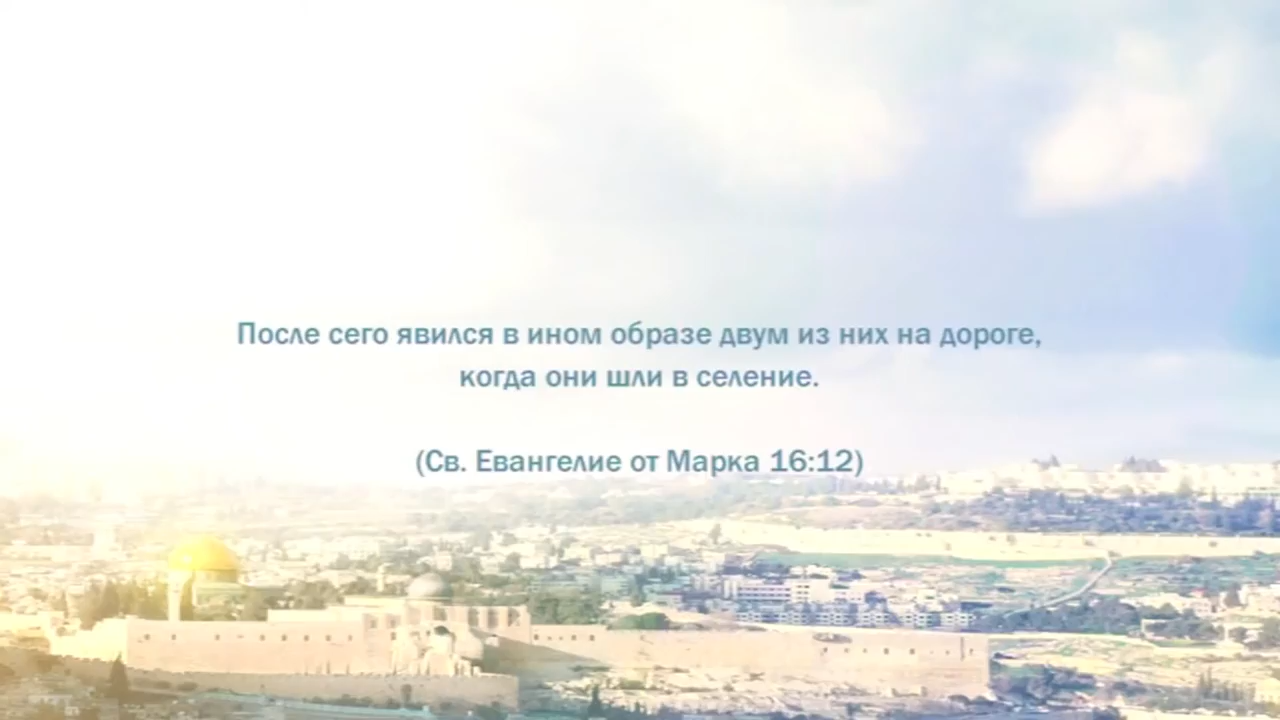 После сего явился в ином образе двум из них на дороге,
когда они шли в селение.
(Св. Евангелие от Марка 16:12)